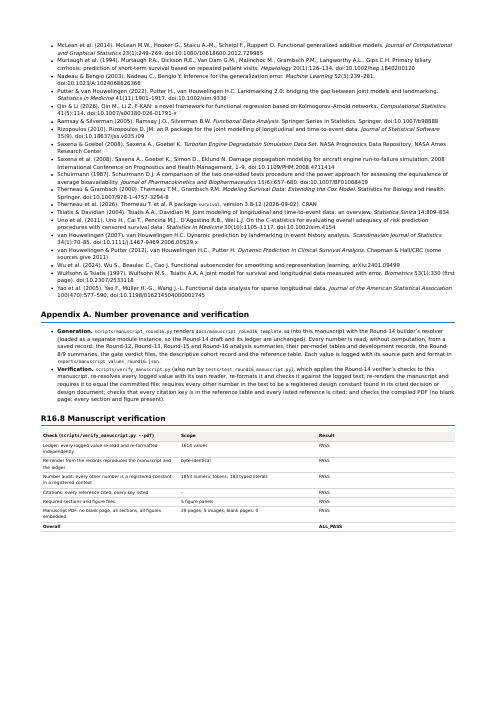 • McLean et al. (2014). McLean M.W., Hooker G., Staicu A.-M., Scheipl F., Ruppert D. Functional generalized additive models. Journal of Computational
and Graphical Statistics 23(1):249–269. doi:10.1080/10618600.2012.729985
• Murtaugh et al. (1994). Murtaugh P.A., Dickson E.R., Van Dam G.M., Malinchoc M., Grambsch P.M., Langworthy A.L., Gips C.H. Primary biliary
cirrhosis: prediction of short-term survival based on repeated patient visits. Hepatology 20(1):126–134. doi:10.1002/hep.1840200120
• Nadeau & Bengio (2003). Nadeau C., Bengio Y. Inference for the generalization error. Machine Learning 52(3):239–281.
doi:10.1023/A:1024068626366
• Putter & van Houwelingen (2022). Putter H., van Houwelingen H.C. Landmarking 2.0: bridging the gap between joint models and landmarking.
Statistics in Medicine 41(11):1901–1917. doi:10.1002/sim.9336
• Qin & Li (2026). Qin M., Li Z. F-KAN: a novel framework for functional regression based on Kolmogorov–Arnold networks. Computational Statistics
41(5):114. doi:10.1007/s00180-026-01791-x
• Ramsay & Silverman (2005). Ramsay J.O., Silverman B.W. Functional Data Analysis. Springer Series in Statistics. Springer. doi:10.1007/b98888
• Rizopoulos (2010). Rizopoulos D. JM: an R package for the joint modelling of longitudinal and time-to-event data. Journal of Statistical Software
35(9). doi:10.18637/jss.v035.i09
• Saxena & Goebel (2008). Saxena A., Goebel K. Turbofan Engine Degradation Simulation Data Set. NASA Prognostics Data Repository, NASA Ames
Research Center
• Saxena et al. (2008). Saxena A., Goebel K., Simon D., Eklund N. Damage propagation modeling for aircraft engine run-to-failure simulation. 2008
International Conference on Prognostics and Health Management, 1–9. doi:10.1109/PHM.2008.4711414
• Schuirmann (1987). Schuirmann D.J. A comparison of the two one-sided tests procedure and the power approach for assessing the equivalence of
average bioavailability. Journal of Pharmacokinetics and Biopharmaceutics 15(6):657–680. doi:10.1007/BF01068419
• Therneau & Grambsch (2000). Therneau T.M., Grambsch P.M. Modeling Survival Data: Extending the Cox Model. Statistics for Biology and Health.
Springer. doi:10.1007/978-1-4757-3294-8
• Therneau et al. (2026). Therneau T. et al. R package survival, version 3.8-12 (2026-09-02), CRAN
• Tsiatis & Davidian (2004). Tsiatis A.A., Davidian M. Joint modeling of longitudinal and time-to-event data: an overview. Statistica Sinica 14:809–834
• Uno et al. (2011). Uno H., Cai T., Pencina M.J., D'Agostino R.B., Wei L.J. On the C-statistics for evaluating overall adequacy of risk prediction
procedures with censored survival data. Statistics in Medicine 30(10):1105–1117. doi:10.1002/sim.4154
• van Houwelingen (2007). van Houwelingen H.C. Dynamic prediction by landmarking in event history analysis. Scandinavian Journal of Statistics
34(1):70–85. doi:10.1111/j.1467-9469.2006.00529.x
• van Houwelingen & Putter (2012). van Houwelingen H.C., Putter H. Dynamic Prediction in Clinical Survival Analysis. Chapman & Hall/CRC (some
sources give 2011)
• Wu et al. (2024). Wu S., Beaulac C., Cao J. Functional autoencoder for smoothing and representation learning. arXiv:2401.09499
• Wulfsohn & Tsiatis (1997). Wulfsohn M.S., Tsiatis A.A. A joint model for survival and longitudinal data measured with error. Biometrics 53(1):330 (first
page). doi:10.2307/2533118
• Yao et al. (2005). Yao F., Müller H.-G., Wang J.-L. Functional data analysis for sparse longitudinal data. Journal of the American Statistical Association
100(470):577–590. doi:10.1198/016214504000001745
Appendix A. Number provenance and verification
• Generation. scripts/manuscript_round16.py renders docs/manuscript_round16_template.md into this manuscript with the Round-14 builder's resolver
(loaded as a separate module instance, so the Round-14 draft and its ledger are unchanged). Every number is read, without computation, from a
saved record: the Round-12, Round-13, Round-15 and Round-16 analysis summaries, their per-model tables and development records, the Round-
8/9 summaries, the gate verdict files, the descriptive cohort record and the reference table. Each value is logged with its source path and format in
reports/manuscript_values_round16.json.
• Verification. scripts/verify_manuscript.py (also run by tests/test_round16_manuscript.py), which applies the Round-14 verifier's checks to this
manuscript, re-resolves every logged value with its own reader, re-formats it and checks it against the logged text; re-renders the manuscript and
requires it to equal the committed file; requires every other number in the text to be a registered design constant found in its cited decision or
design document; checks that every citation key is in the reference table and every listed reference is cited; and checks the compiled PDF (no blank
page; every section and figure present).
R16.8 Manuscript verification
Check (scripts/verify_manuscript.py --pdf) Scope Result
Ledger: every logged value re-read and re-formatted
independently 1614 values PASS
Re-render from the records reproduces the manuscript and
the ledger byte-identical PASS
Number audit: every other number is a registered constant
in a registered context 1853 numeric tokens; 183 typed literals PASS
Citations: every reference cited, every key listed – PASS
Required sections and figure files 5 figure panels PASS
Manuscript PDF: no blank page, all sections, all figures
embedded 29 pages; 5 images; blank pages: 0 PASS
Overall ALL_PASS